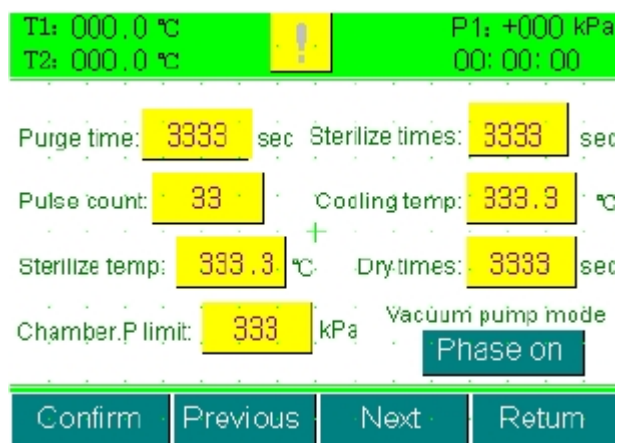 T1: 000.0 ℃ P1: +000 kPa
T2: 000.0 ℃ 00: 00: 00
Purge time: 3333 sec Sterilize times: 3333 sec
Pulse count: 33 Cooling temp: 333.3 ℃
Sterilize temp: 333.3 ℃ Dry times: 3333 sec
Chamber.P limit: 333 kPa Vacuum pump mode
Phase on
Confirm Previous Next Return